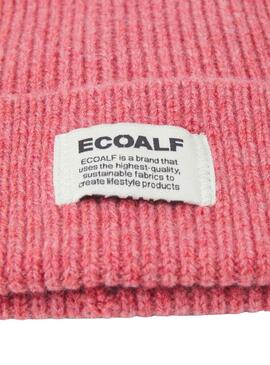 ECOALF
ECOALF is a brand that
uses the highest-quality,
sustainable fabrics to
create lifestyle products